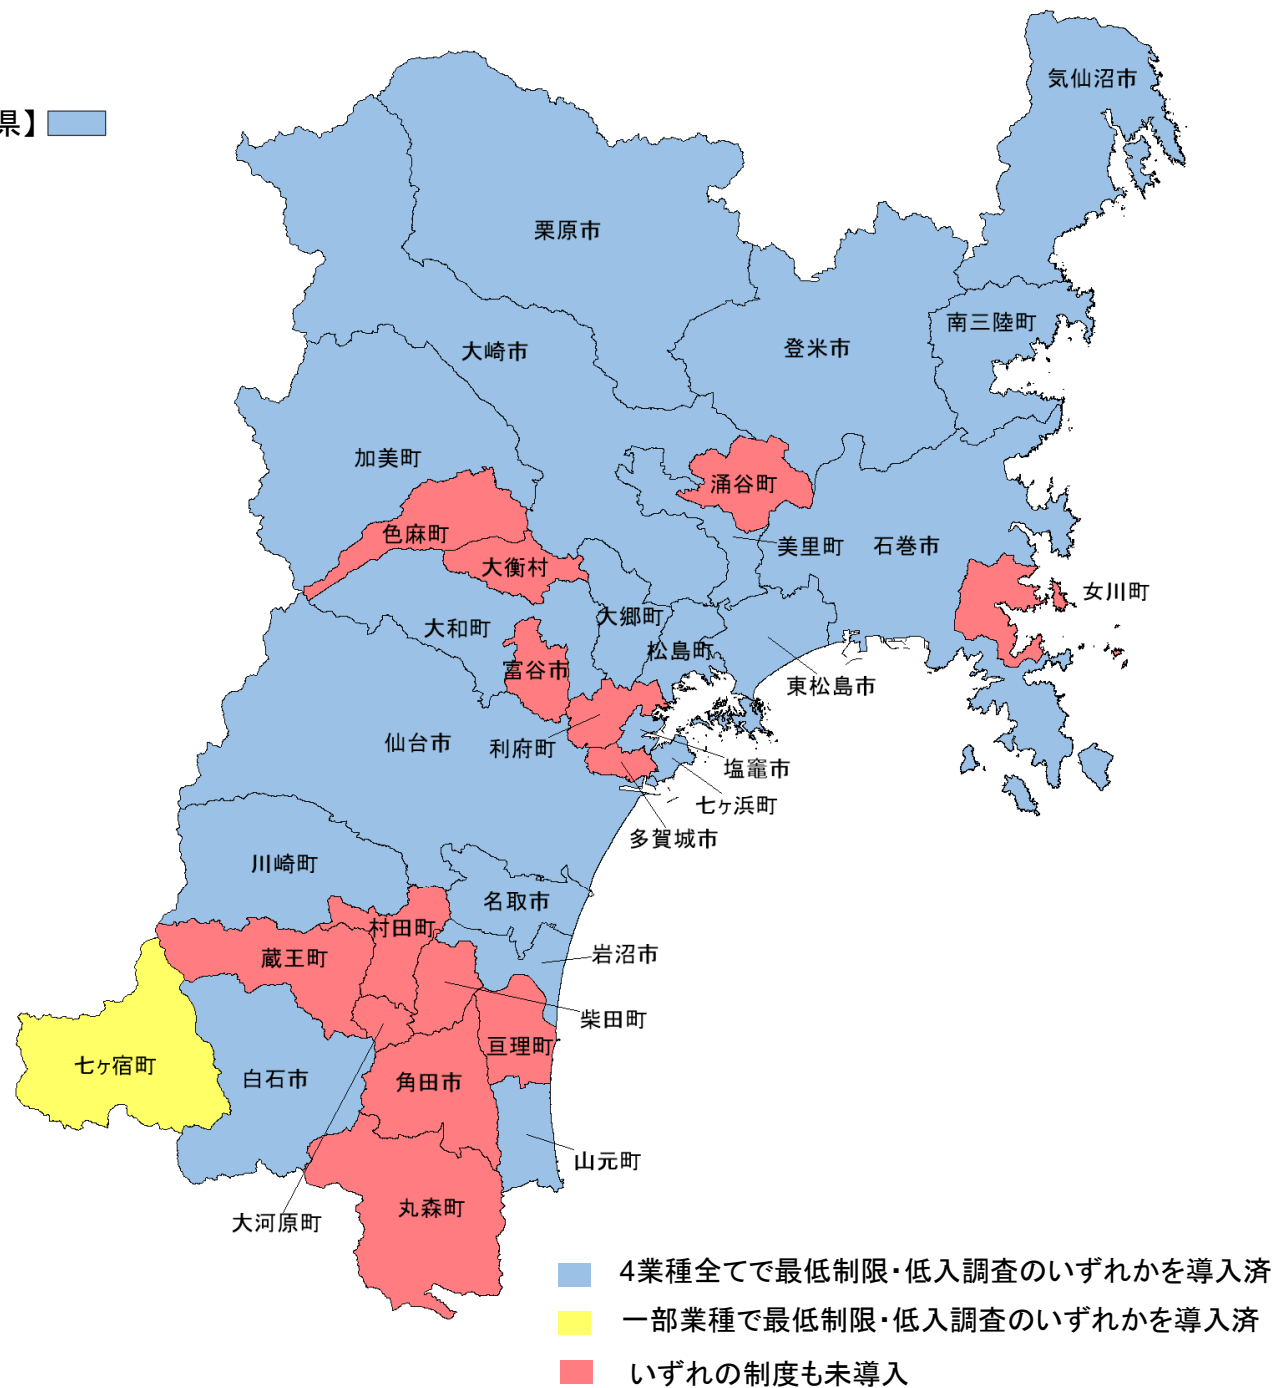 県】
気仙沼市
栗原市
南三陸町
登米市
大崎市
加美町
涌谷町
色麻町
美里町
石巻市
大衡村
女川町
大郷町
大和町
松島町
富谷市
東松島市
仙台市
利府町
塩竈市
七ヶ浜町
多賀城市
川崎町
名取市
村田町
岩沼市
蔵王町
柴田町
亘理町
七ヶ宿町
白石市
角田市
山元町
丸森町
大河原町
4業種全てで最低制限・低入調査のいずれかを導入済
一部業種で最低制限・低入調査のいずれかを導入済
いずれの制度も未導入